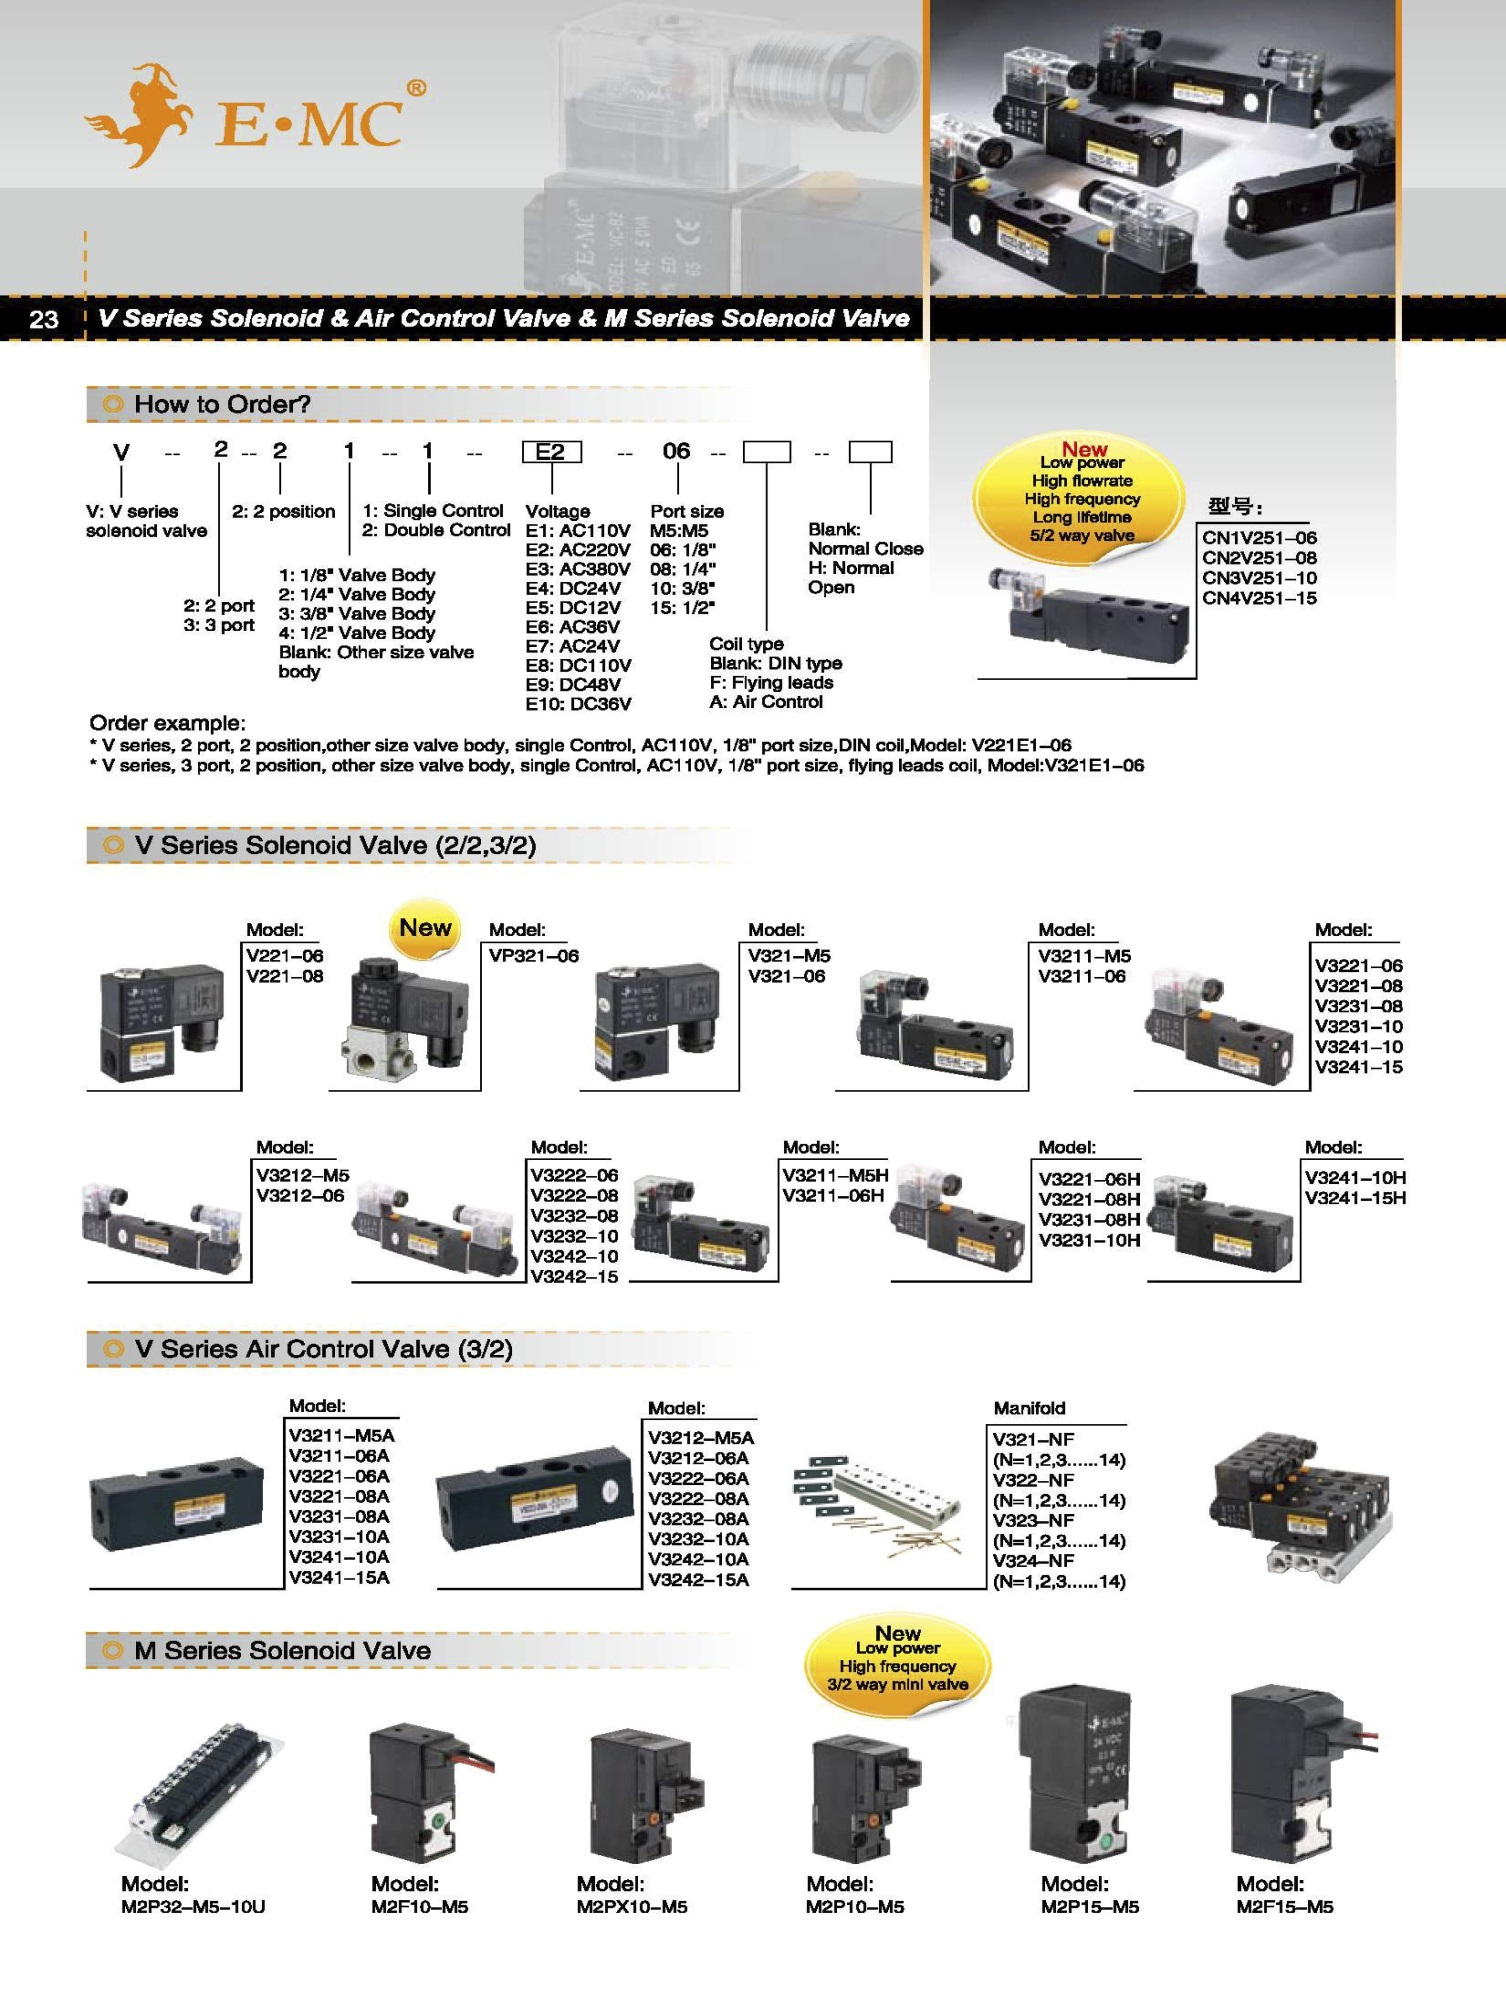 E·MC®
23 V Series Solenoid & Air Control Valve & M Series Solenoid Valve
How to Order?
V -- 2 -- 2 1 -- 1 -- E2 -- 06 -- --
V: V series
solenoid valve
2: 2 port
3: 3 port
2: 2 position
1: 1/8" Valve Body
2: 1/4" Valve Body
3: 3/8" Valve Body
4: 1/2" Valve Body
Blank: Other size valve
body
1: Single Control
2: Double Control
Voltage
E1: AC110V
E2: AC220V
E3: AC380V
E4: DC24V
E5: DC12V
E6: AC36V
E7: AC24V
E8: DC110V
E9: DC48V
E10: DC36V
Port size
M5:M5
06: 1/8"
08: 1/4"
10: 3/8"
15: 1/2"
Coil type
Blank: DIN type
F: Flying leads
A: Air Control
Blank:
Normal Close
H: Normal
Open
New
Low power
High flowrate
High frequency
Long lifetime
5/2 way valve
型号:
CN1V251-06
CN2V251-08
CN3V251-10
CN4V251-15
Order example:
* V series, 2 port, 2 position,other size valve body, single Control, AC110V, 1/8" port size,DIN coil,Model: V221E1-06
* V series, 3 port, 2 position, other size valve body, single Control, AC110V, 1/8" port size, flying leads coil, Model:V321E1-06
V Series Solenoid Valve (2/2,3/2)
Model:
V221-06
V221-08
New
Model:
VP321-06
Model:
V321-M5
V321-06
Model:
V3211-M5
V3211-06
Model:
V3221-06
V3221-08
V3231-08
V3231-10
V3241-10
V3241-15
Model:
V3212-M5
V3212-06
Model:
V3222-06
V3222-08
V3232-08
V3232-10
V3242-10
V3242-15
Model:
V3211-M5H
V3211-06H
Model:
V3221-06H
V3221-08H
V3231-08H
V3231-10H
Model:
V3241-10H
V3241-15H
V Series Air Control Valve (3/2)
Model:
V3211-M5A
V3211-06A
V3221-06A
V3221-08A
V3231-08A
V3231-10A
V3241-10A
V3241-15A
Model:
V3212-M5A
V3212-06A
V3222-06A
V3222-08A
V3232-08A
V3232-10A
V3242-10A
V3242-15A
Manifold
V321-NF
(N=1,2,3......14)
V322-NF
(N=1,2,3......14)
V323-NF
(N=1,2,3......14)
V324-NF
(N=1,2,3......14)
M Series Solenoid Valve
New
Low power
High frequency
3/2 way mini valve
Model:
M2P32-M5-10U
Model:
M2F10-M5
Model:
M2PX10-M5
Model:
M2P10-M5
Model:
M2P15-M5
Model:
M2F15-M5